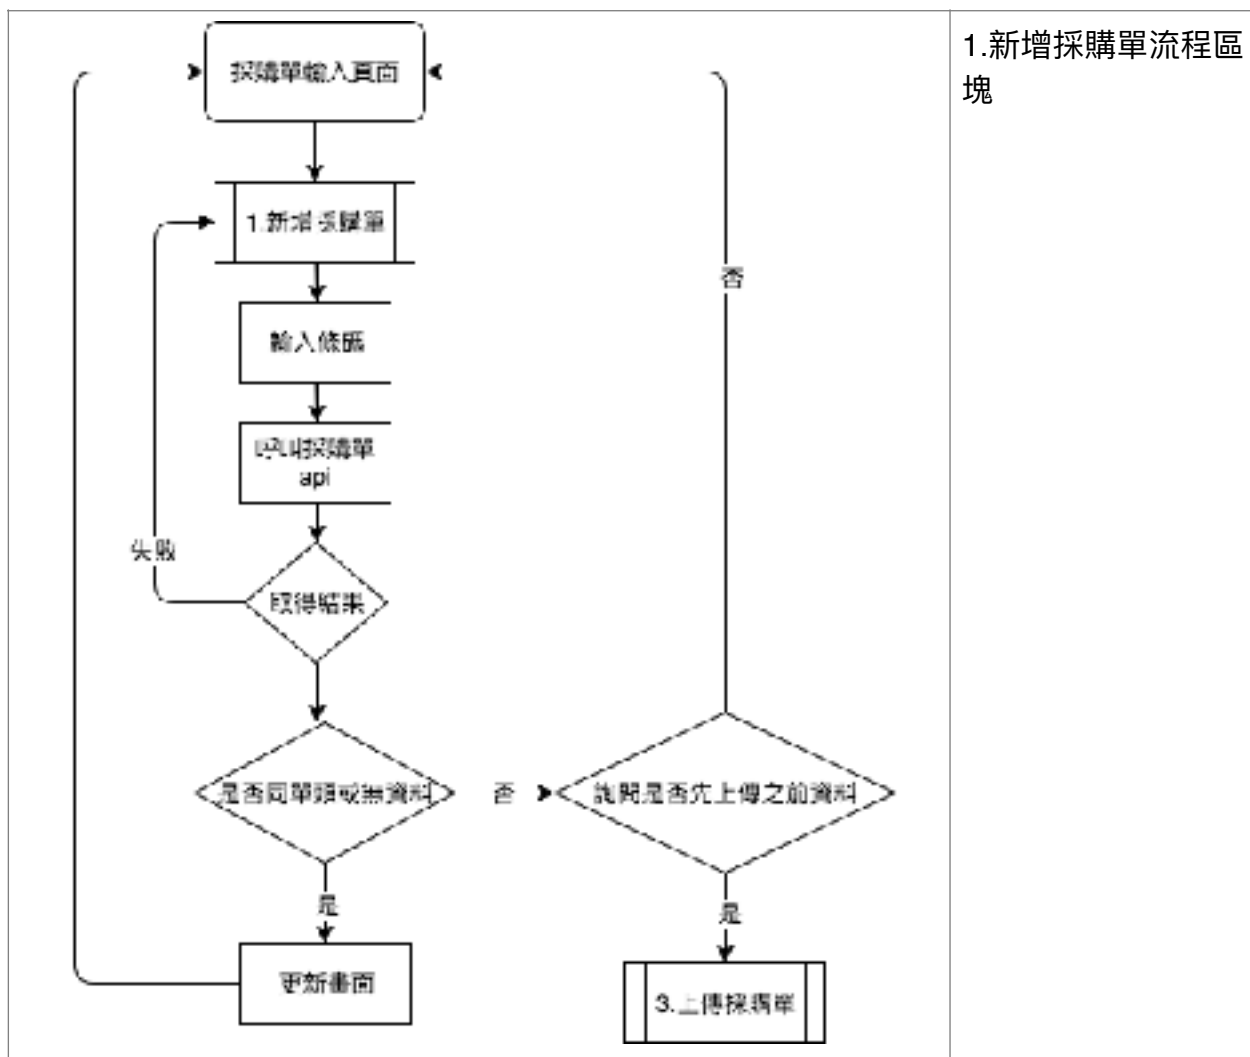 採購單輸入頁面
1.新增採購單
輸入條碼
呼叫採購單
api
失敗
取得結果
是否同單頭或無資料
否
詢問是否先上傳之前資料
否
是
更新畫面
是
3.上傳採購單
1.新增採購單流程區
塊